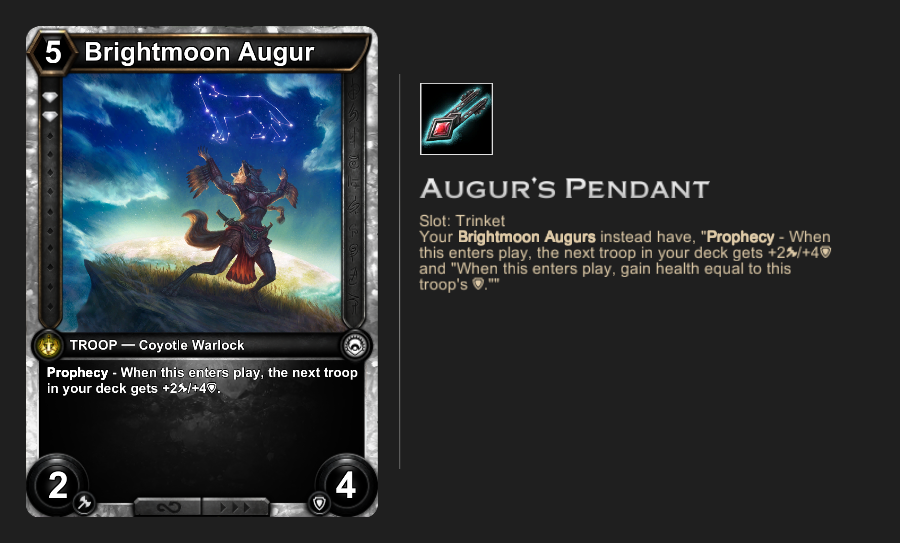 5 Brightmoon Augur
TROOP — Coyotle Warlock
Prophecy - When this enters play, the next troop
in your deck gets +2/+4.
2
4
AUGUR'S PENDANT
Slot: Trinket
Your Brightmoon Augurs instead have, "Prophecy - When
this enters play, the next troop in your deck gets +2/+4
and "When this enters play, gain health equal to this
troop's .""